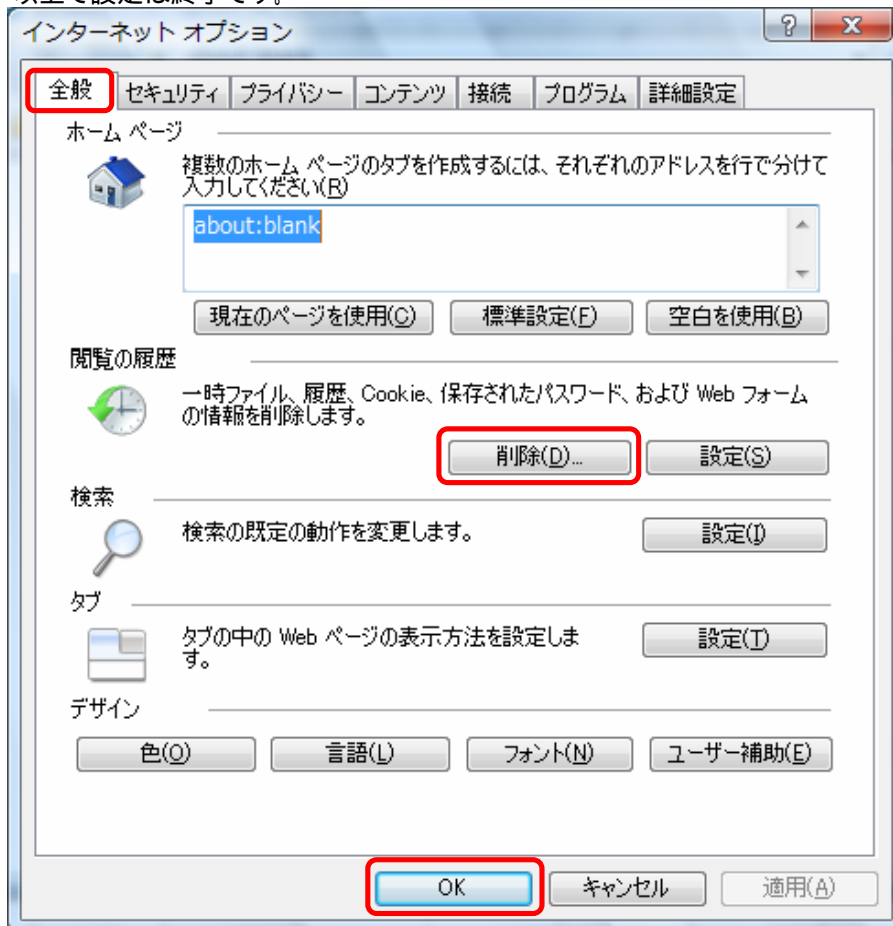 以上で設定は終了です。
インターネット オプション
全般 セキュリティ プライバシー コンテンツ 接続 プログラム 詳細設定
ホーム ページ
複数のホーム ページのタブを作成するには、それぞれのアドレスを行で分けて
入力してください(R)
about:blank
現在のページを使用(C) 標準設定(F) 空白を使用(B)
閲覧の履歴
一時ファイル、履歴、Cookie、保存されたパスワード、および Web フォーム
の情報を削除します。
削除(D)... 設定(S)
検索
検索の既定の動作を変更します。 設定(I)
タブ
タブの中の Web ページの表示方法を設定しま 設定(T)
す。
デザイン
色(O) 言語(L) フォント(N) ユーザー補助(E)
OK キャンセル 適用(A)